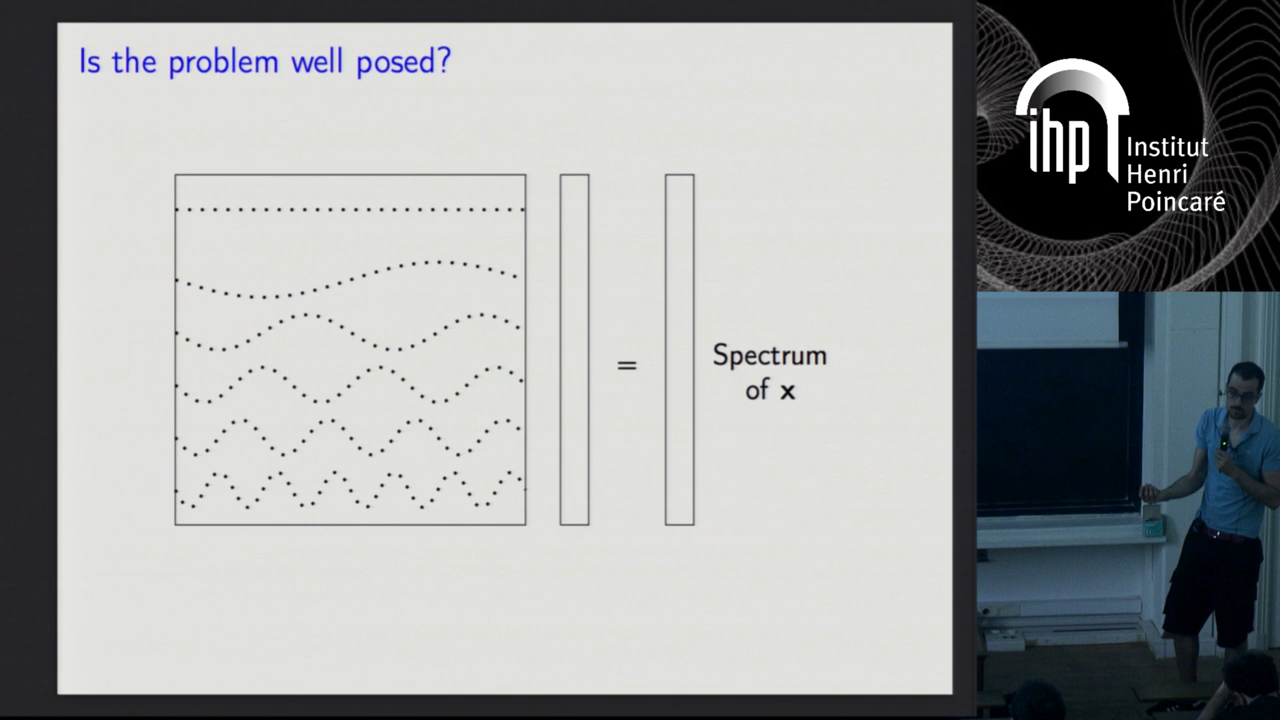 Is the problem well posed?
=
Spectrum
of x
ihp
Institut
Henri
Poincaré